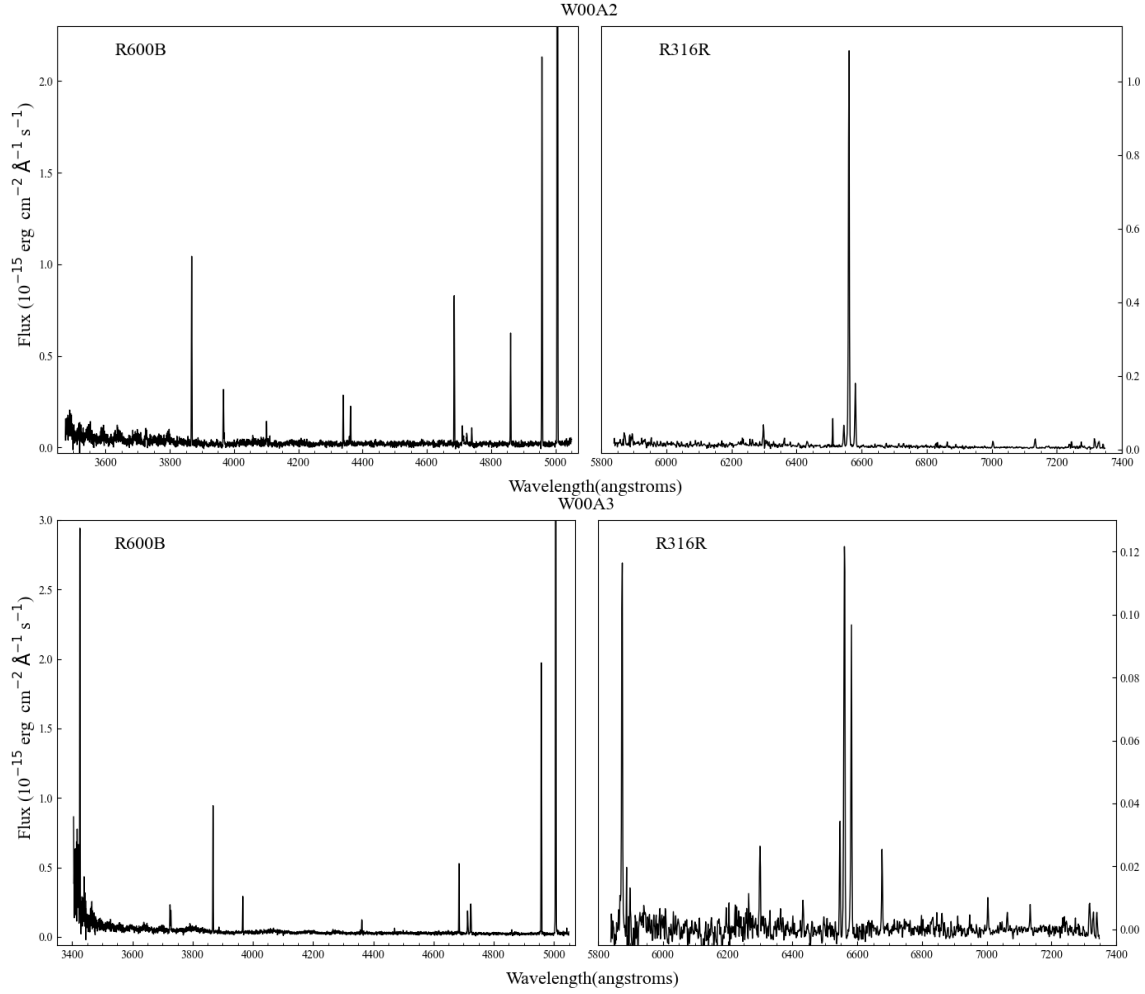 W00A2
R600B
R316R
2.0
1.5
1.0
0.5
0.0
1.0
0.8
0.6
0.4
0.2
0.0
3600 3800 4000 4200 4400 4600 4800 5000
5800 6000 6200 6400 6600 6800 7000 7200 7400
Flux (10⁻¹⁵ erg cm⁻² Å⁻¹ s⁻¹)
Wavelength(angstroms)
Wavelength(angstroms)
W00A3
R600B
R316R
3.0
2.5
2.0
1.5
1.0
0.5
0.0
0.12
0.10
0.08
0.06
0.04
0.02
0.00
3400 3600 3800 4000 4200 4400 4600 4800 5000
5800 6000 6200 6400 6600 6800 7000 7200 7400
Flux (10⁻¹⁵ erg cm⁻² Å⁻¹ s⁻¹)
Wavelength(angstroms)
Wavelength(angstroms)